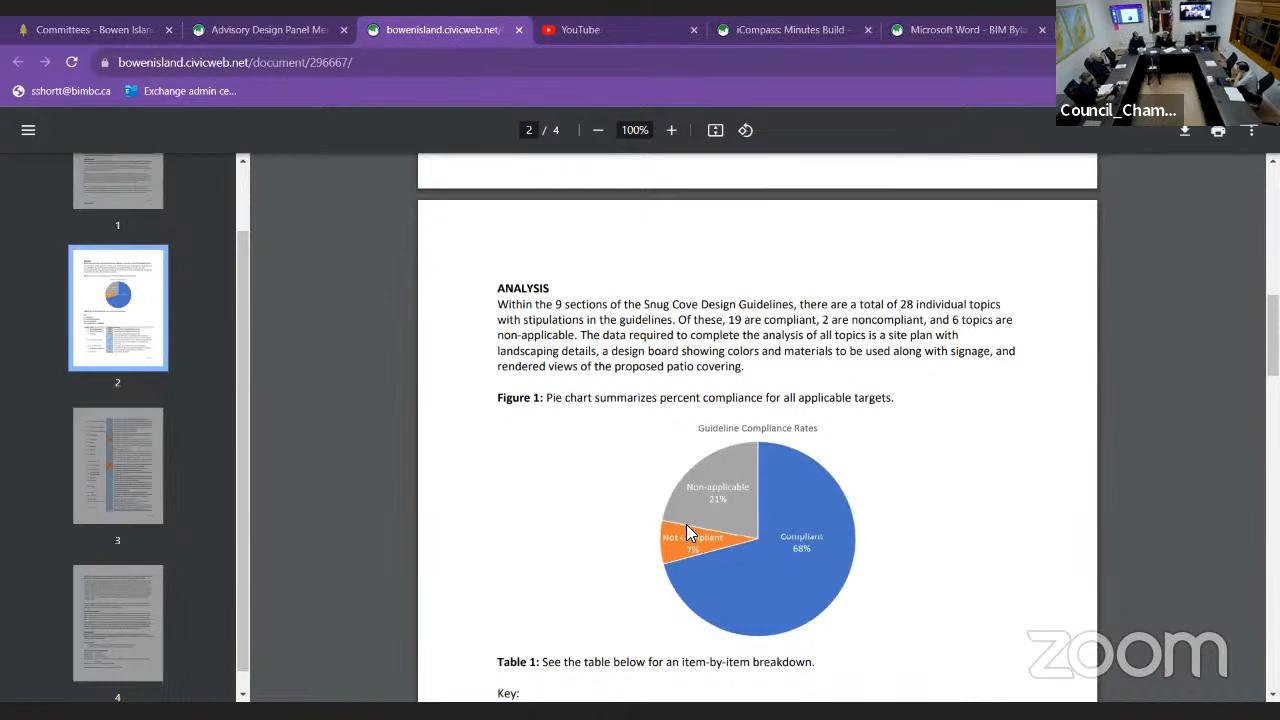 Committees - Bowen Islan
Advisory Design Panel Me
bowenisland.civicweb.net/
YouTube
iCompass: Minutes Build -
Microsoft Word - BIM Byla
bowenisland.civicweb.net/document/296667/
sshortt@bimbc.ca
Exchange admin ce...
Council_Cham...
2 / 4
100%
1
2
3
4
ANALYSIS
Within the 9 sections of the Snug Cove Design Guidelines, there are a total of 28 individual topics
with stipulations in the guidelines. Of these, 19 are compliant, 2 are noncompliant, and 6 topics are
non-applicable. The data required to complete the analysis of all topics is a site plan with
landscaping details, a design board showing colors and materials to be used along with signage, and
rendered views of the proposed patio covering.
Figure 1: Pie chart summarizes percent compliance for all applicable targets.
Guideline Compliance Rates
Non-applicable
21%
Not Compliant
7%
Compliant
68%
Table 1: See the table below for an item-by-item breakdown.
Key:
zoom